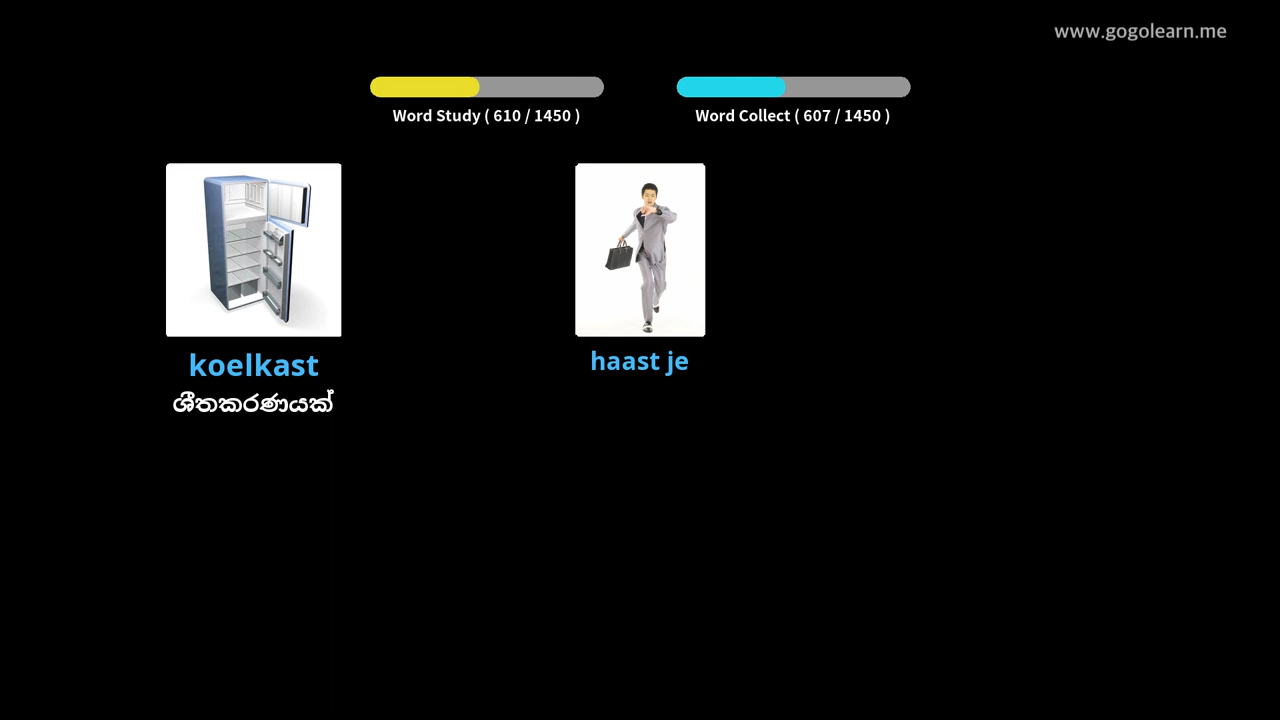 www.gogolearn.me
Word Study ( 610 / 1450 )
Word Collect ( 607 / 1450 )
koelkast
ශීතකරණයක්
haast je